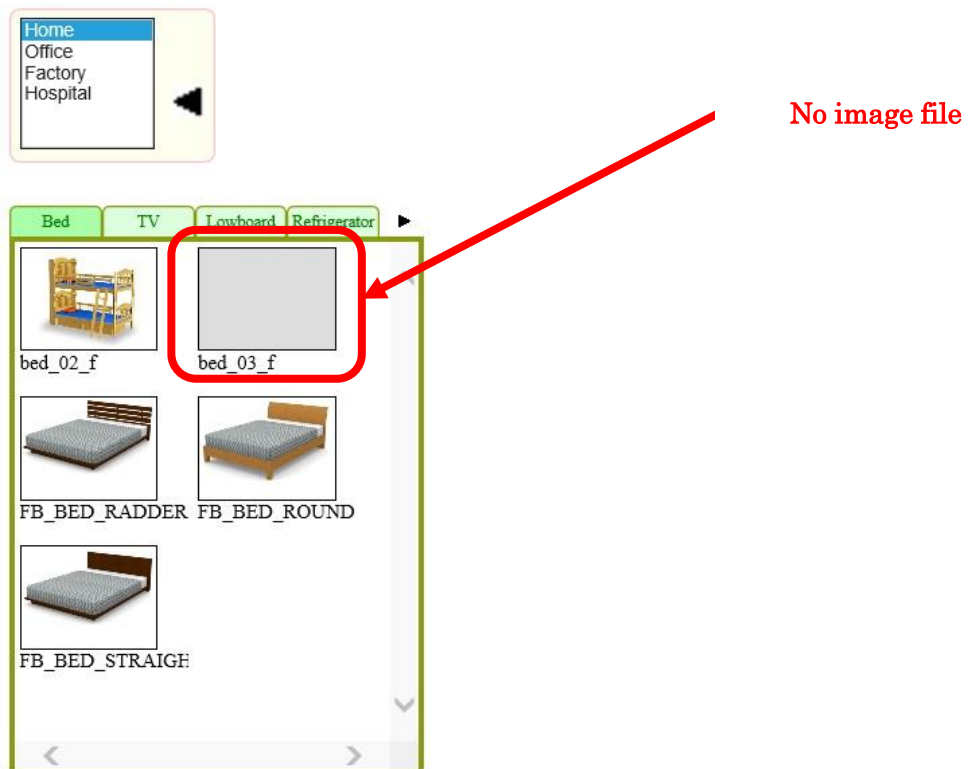 Home
Office
Factory
Hospital
No image file
Bed TV Lowboard Refrigerator
bed_02_f bed_03_f
FB_BED_RADDER FB_BED_ROUND
FB_BED_STRAIGH